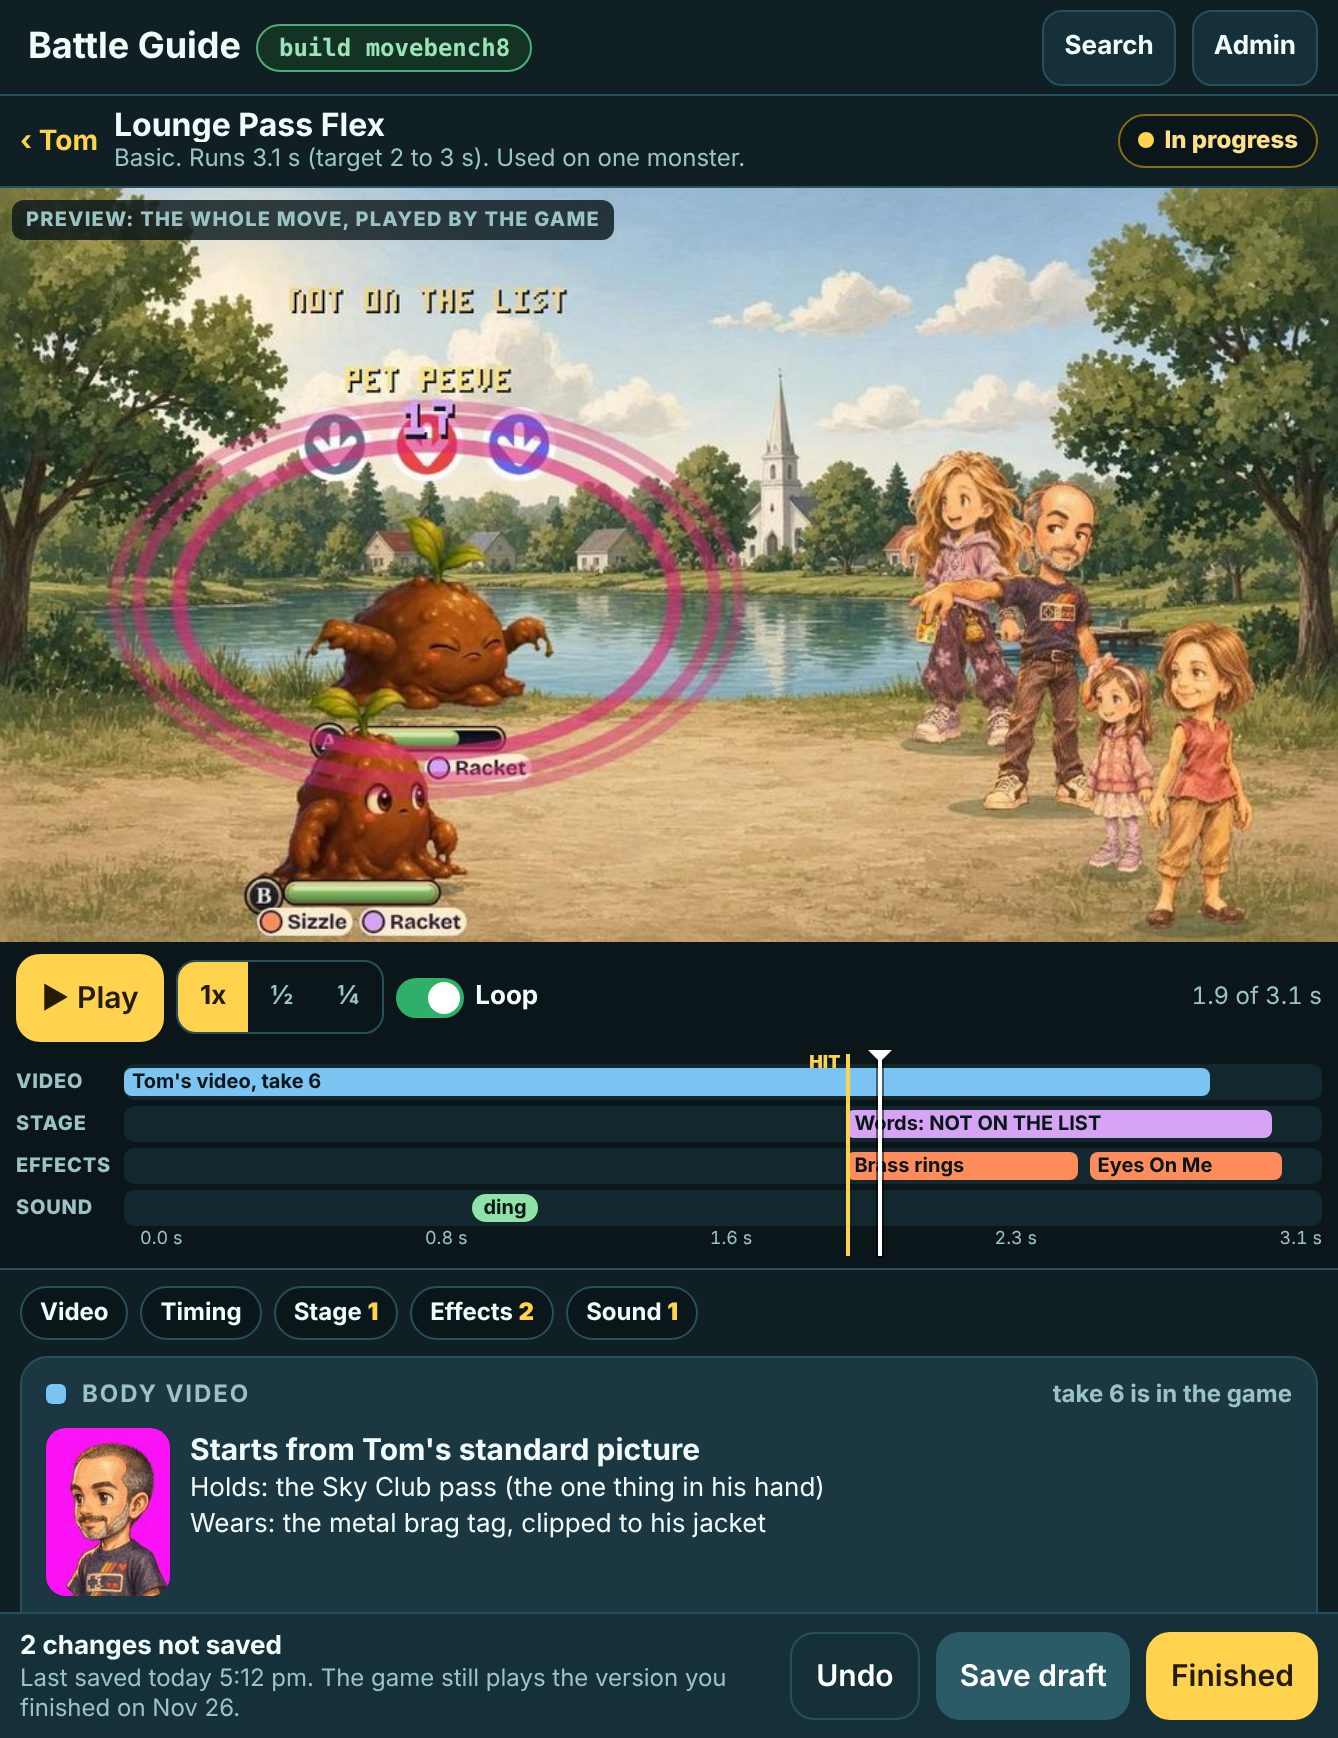 Battle Guide
build movebench8
Search
Admin
‹ Tom
Lounge Pass Flex
Basic. Runs 3.1 s (target 2 to 3 s). Used on one monster.
In progress
PREVIEW: THE WHOLE MOVE, PLAYED BY THE GAME
NOT ON THE LIST
PET PEEVE
17
A
Racket
B
Sizzle
Racket
Play
1x
½
¼
Loop
1.9 of 3.1 s
HIT
VIDEO
Tom's video, take 6
STAGE
Words: NOT ON THE LIST
EFFECTS
Brass rings
Eyes On Me
SOUND
ding
0.0 s
0.8 s
1.6 s
2.3 s
3.1 s
Video
Timing
Stage 1
Effects 2
Sound 1
BODY VIDEO
take 6 is in the game
Starts from Tom's standard picture
Holds: the Sky Club pass (the one thing in his hand)
Wears: the metal brag tag, clipped to his jacket
2 changes not saved
Last saved today 5:12 pm. The game still plays the version you
finished on Nov 26.
Undo
Save draft
Finished